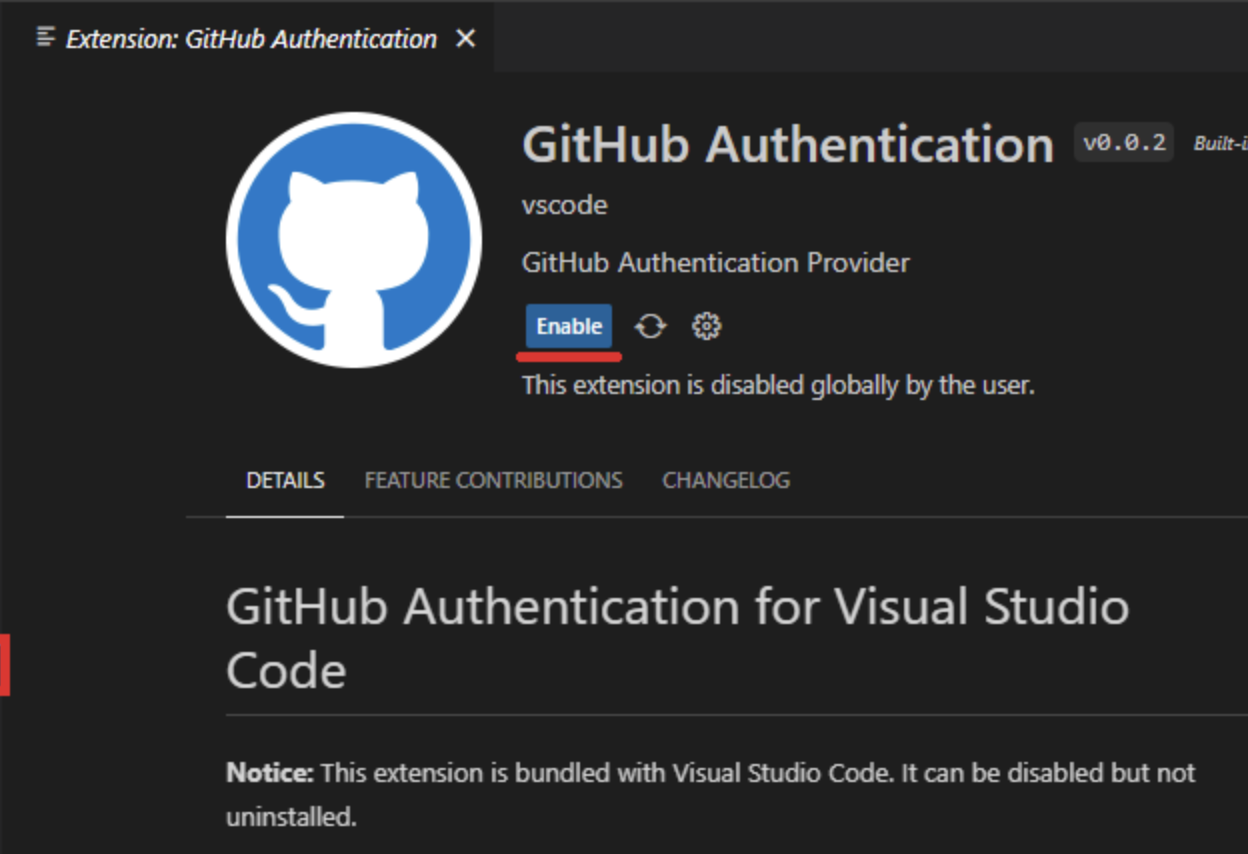 Extension: GitHub Authentication
GitHub Authentication v0.0.2
vscode
GitHub Authentication Provider
Enable
This extension is disabled globally by the user.
DETAILS FEATURE CONTRIBUTIONS CHANGELOG
GitHub Authentication for Visual Studio
Code
Notice: This extension is bundled with Visual Studio Code. It can be disabled but not
uninstalled.